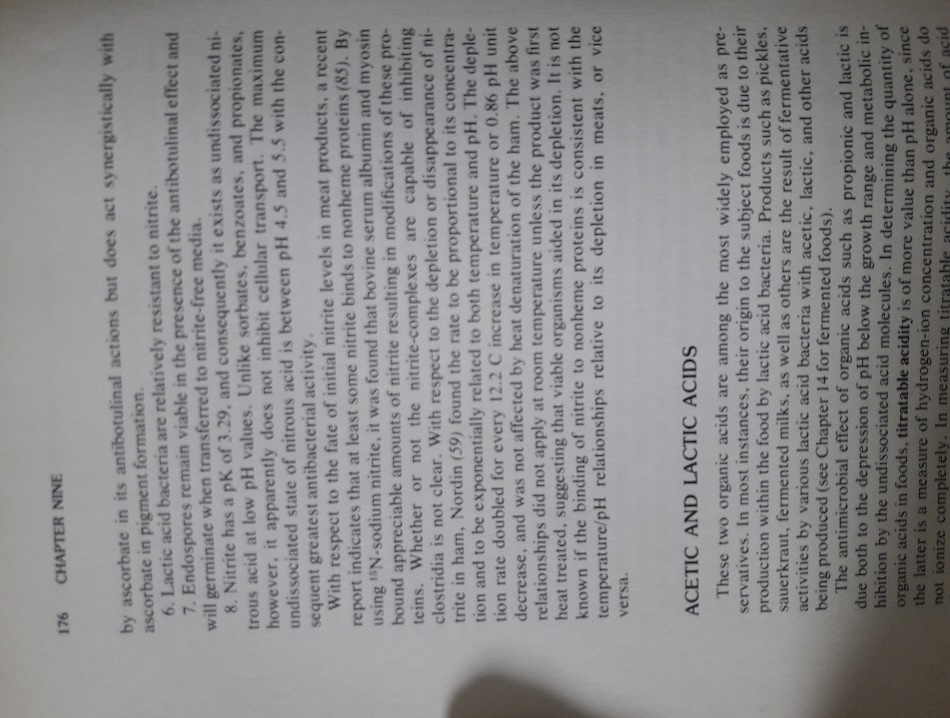 176 CHAPTER NINE
by ascorbate in its antibotulinal actions but does act synergistically with
ascorbate in pigment formation.
6. Lactic acid bacteria are relatively resistant to nitrite.
7. Endospores remain viable in the presence of the antibotulinal effect and
will germinate when transferred to nitrite-free media.
8. Nitrite has a pK of 3.29, and consequently it exists as undissociated ni-
trous acid at low pH values. Unlike sorbates, benzoates, and propionates,
however, it apparently does not inhibit cellular transport. The maximum
undissociated state of nitrous acid is between pH 4.5 and 5.5 with the con-
sequent greatest antibacterial activity.
With respect to the fate of initial nitrite levels in meat products, a recent
report indicates that at least some nitrite binds to nonheme proteins (85). By
using ¹⁵N-sodium nitrite, it was found that bovine serum albumin and myosin
bound appreciable amounts of nitrite resulting in modifications of these pro-
teins. Whether or not the nitrite-complexes are capable of inhibiting
clostridia is not clear. With respect to the depletion or disappearance of ni-
trite in ham, Nordin (59) found the rate to be proportional to its concentra-
tion and to be exponentially related to both temperature and pH. The deple-
tion rate doubled for every 12.2 C increase in temperature or 0.86 pH unit
decrease, and was not affected by heat denaturation of the ham. The above
relationships did not apply at room temperature unless the product was first
heat treated, suggesting that viable organisms aided in its depletion. It is not
known if the binding of nitrite to nonheme proteins is consistent with the
temperature/pH relationships relative to its depletion in meats, or vice
versa.
ACETIC AND LACTIC ACIDS
These two organic acids are among the most widely employed as pre-
servatives. In most instances, their origin to the subject foods is due to their
production within the food by lactic acid bacteria. Products such as pickles,
sauerkraut, fermented milks, as well as others are the result of fermentative
activities by various lactic acid bacteria with acetic, lactic, and other acids
being produced (see Chapter 14 for fermented foods).
The antimicrobial effect of organic acids such as propionic and lactic is
due both to the depression of pH below the growth range and metabolic in-
hibition by the undissociated acid molecules. In determining the quantity of
organic acids in foods, titratable acidity is of more value than pH alone, since
the latter is a measure of hydrogen-ion concentration and organic acids do
not ionize completely. In measuring titratable acidity, the amount of acid